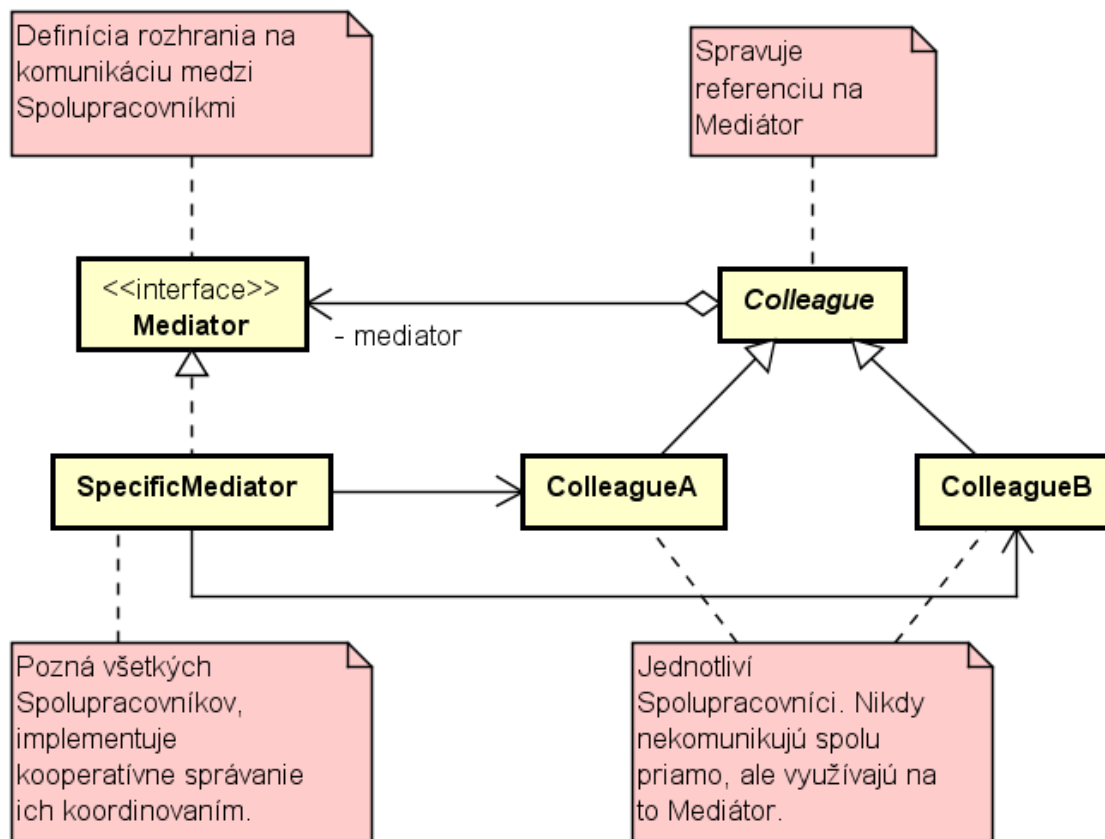 Definícia rozhrania na
komunikáciu medzi
Spolupracovníkmi
Spravuje
referenciu na
Mediátor
<<interface>>
Mediator
- mediator
Colleague
SpecificMediator
ColleagueA
ColleagueB
Pozná všetkých
Spolupracovníkov,
implementuje
kooperatívne správanie
ich koordinovaním.
Jednotliví
Spolupracovníci. Nikdy
nekomunikujú spolu
priamo, ale využívajú na
to Mediátor.